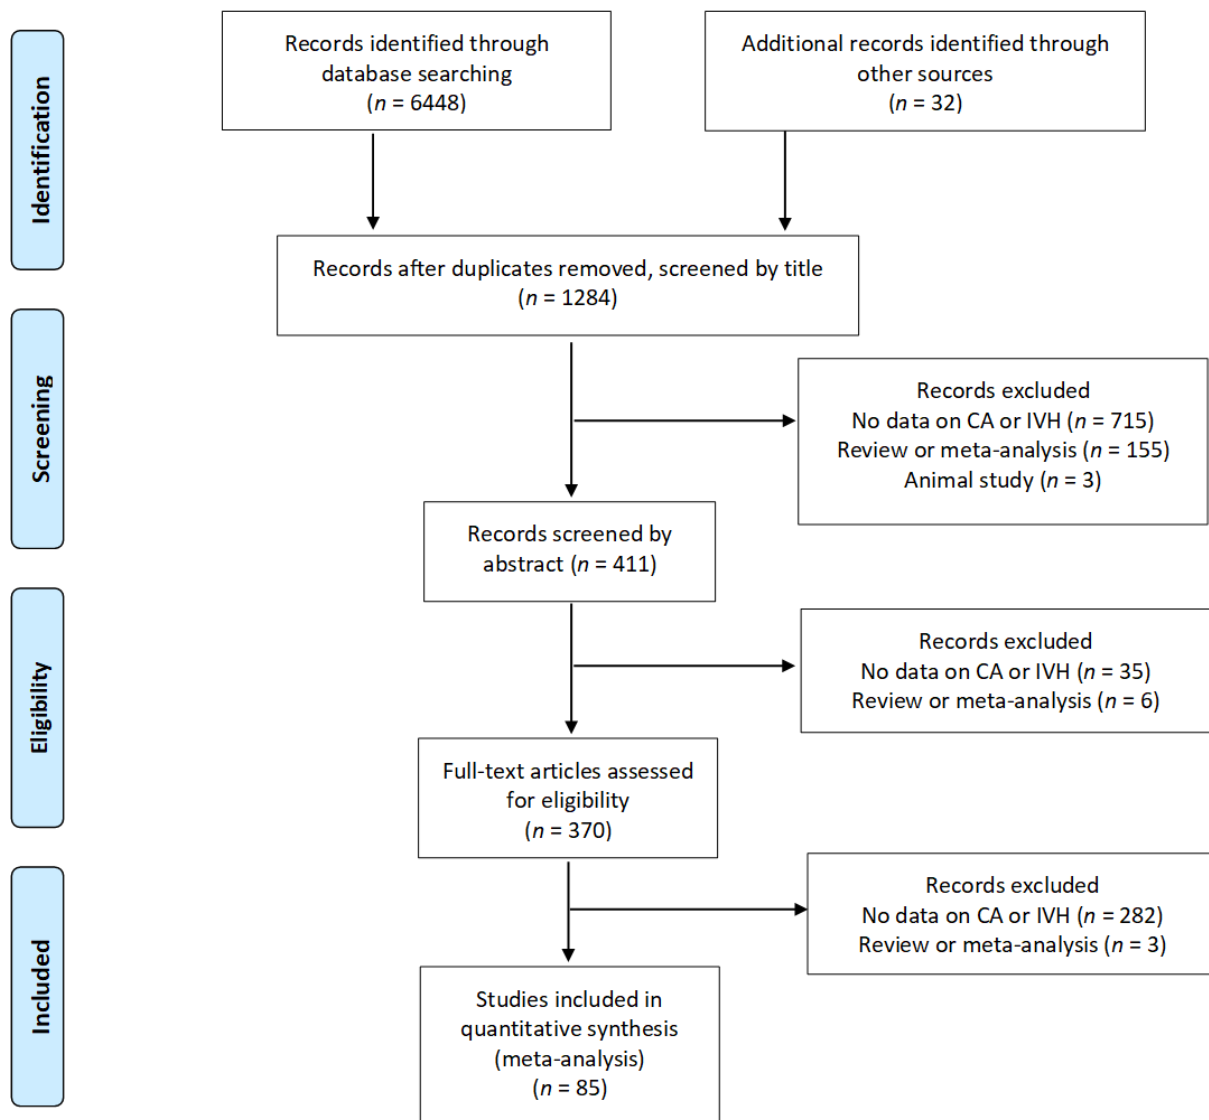 Identification
Records identified through
database searching
(n = 6448)
Additional records identified through
other sources
(n = 32)
Records after duplicates removed, screened by title
(n = 1284)
Screening
Records excluded
No data on CA or IVH (n = 715)
Review or meta-analysis (n = 155)
Animal study (n = 3)
Records screened by
abstract (n = 411)
Eligibility
Records excluded
No data on CA or IVH (n = 35)
Review or meta-analysis (n = 6)
Full-text articles assessed
for eligibility
(n = 370)
Included
Records excluded
No data on CA or IVH (n = 282)
Review or meta-analysis (n = 3)
Studies included in
quantitative synthesis
(meta-analysis)
(n = 85)